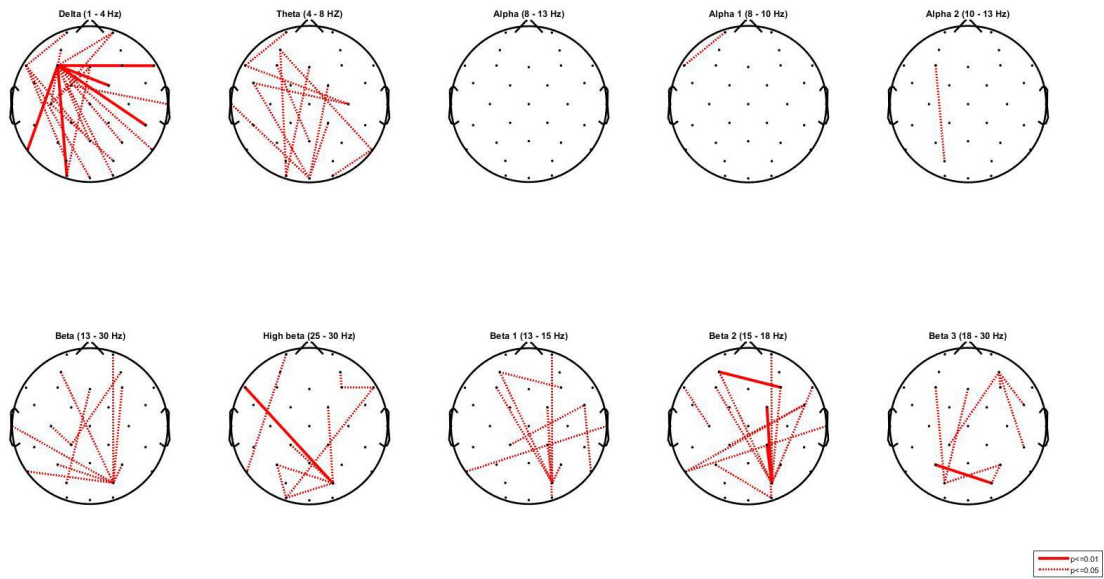 Delta (1 - 4 Hz)
Theta (4 - 8 HZ)
Alpha (8 - 13 Hz)
Alpha 1 (8 - 10 Hz)
Alpha 2 (10 - 13 Hz)
Beta (13 - 30 Hz)
High beta (25 - 30 Hz)
Beta 1 (13 - 15 Hz)
Beta 2 (15 - 18 Hz)
Beta 3 (18 - 30 Hz)
p<=0.01
p<=0.05